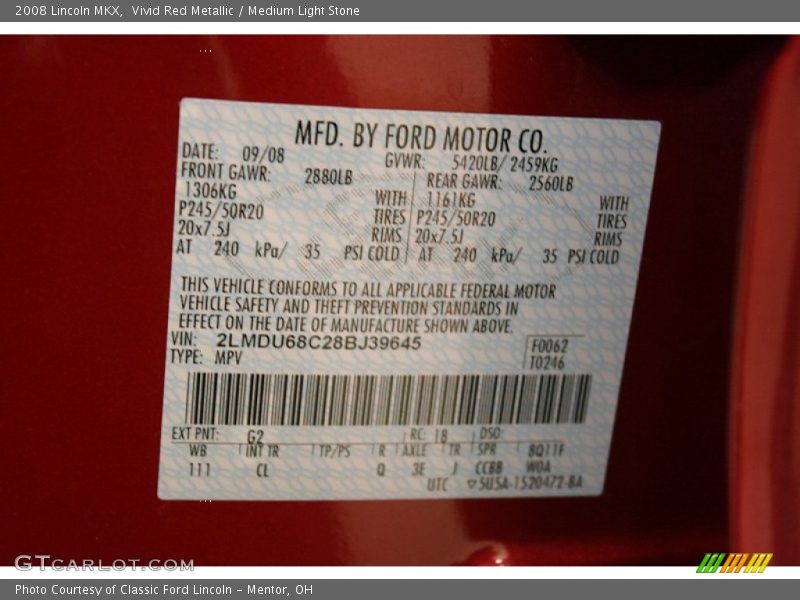 2008 Lincoln MKX, Vivid Red Metallic / Medium Light Stone
MFD. BY FORD MOTOR CO.
DATE: 09/08 GVWR: 5420LB/ 2459KG
FRONT GAWR: 2880LB REAR GAWR: 2560LB
1306KG WITH 1161KG WITH
P245/50R20 TIRES P245/50R20 TIRES
20x7.5J RIMS 20x7.5J RIMS
AT 240 kPa/ 35 PSI COLD AT 240 kPa/ 35 PSI COLD
THIS VEHICLE CONFORMS TO ALL APPLICABLE FEDERAL MOTOR
VEHICLE SAFETY AND THEFT PREVENTION STANDARDS IN
EFFECT ON THE DATE OF MANUFACTURE SHOWN ABOVE.
VIN: 2LMDU68C28BJ39645 F0062
TYPE: MPV T0246
EXT PNT: G2 RC: 18 DSO:
WB INT TR TP/PS R AXLE TR SPR 8Q11F
111 CL Q 3E J CCBB WOA
UTC 5U5A-1520472-BA
GTCARLOT.COM
Photo Courtesy of Classic Ford Lincoln - Mentor, OH